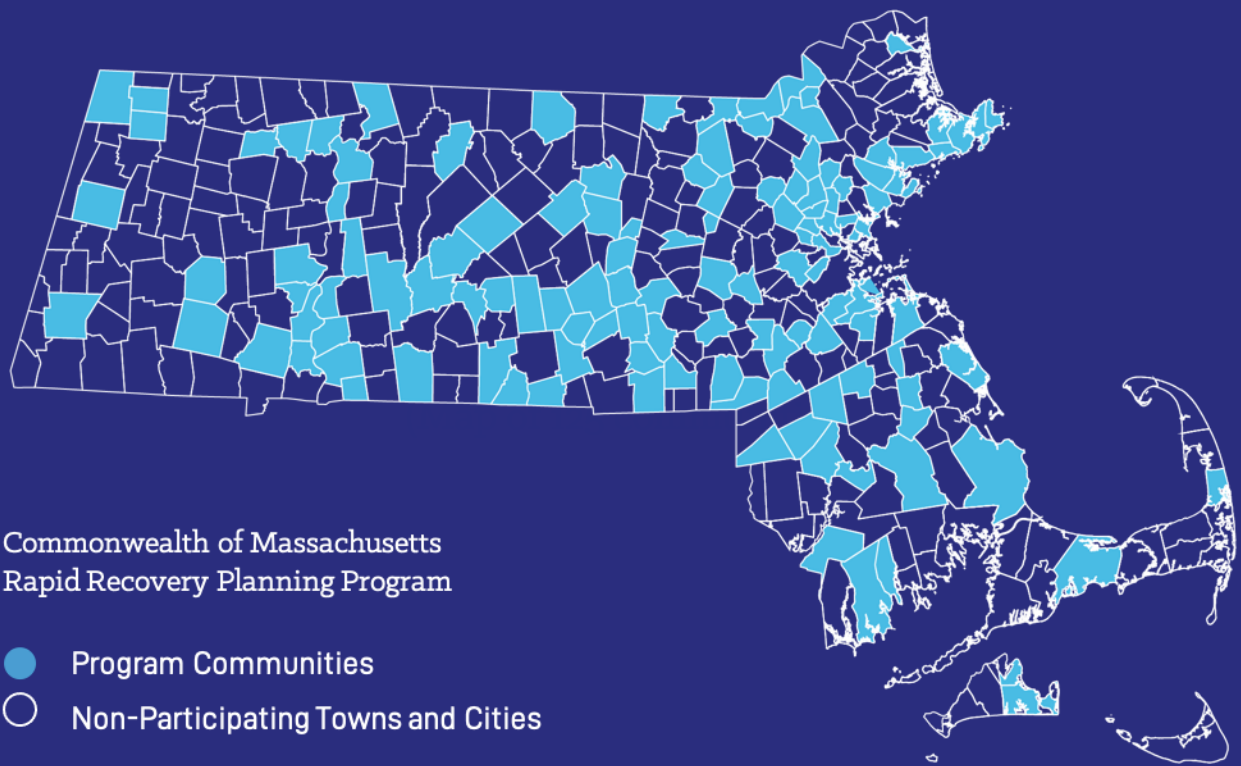 Commonwealth of Massachusetts
Rapid Recovery Planning Program
Program Communities
Non-Participating Towns and Cities